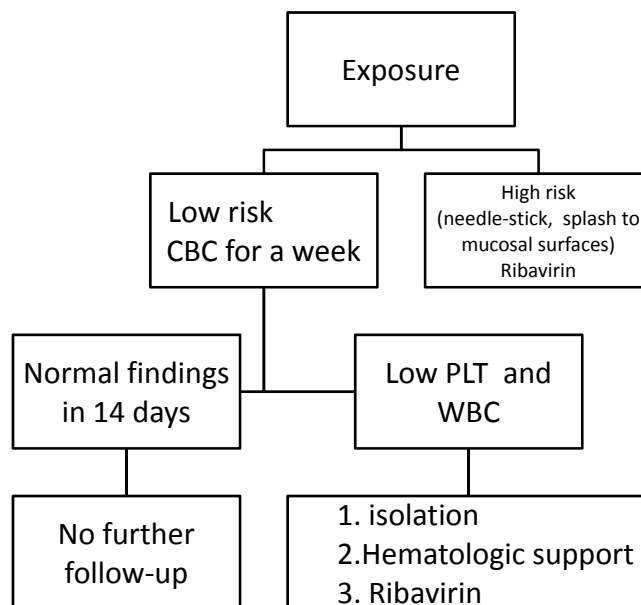 Exposure
Low risk
CBC for a week
High risk
(needle-stick, splash to
mucosal surfaces)
Ribavirin
Normal findings
in 14 days
Low PLT and
WBC
No further
follow-up
1. isolation
2.Hematologic support
3. Ribavirin